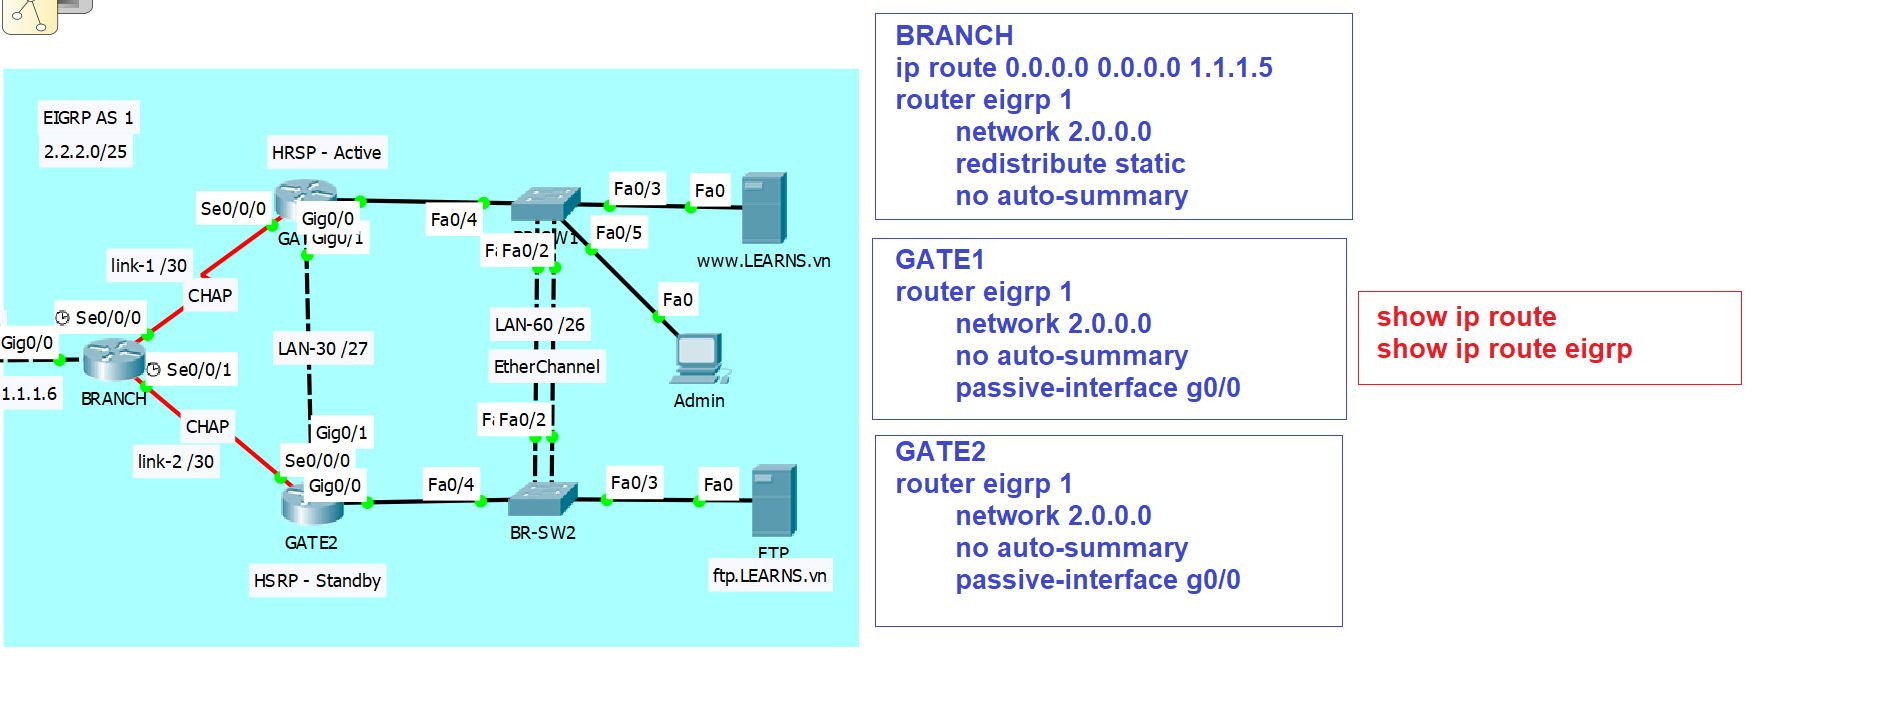 EIGRP AS 1
2.2.2.0/25
HRSP - Active
Se0/0/0
Gig0/0
Gig0/1
Fa0/4
Fa0/2
Fa0/3
Fa0
Fa0/5
www.LEARNS.vn
link-1 /30
CHAP
Se0/0/0
Gig0/0
Se0/0/1
1.1.1.6
BRANCH
LAN-30 /27
LAN-60 /26
EtherChannel
Fa0
Admin
CHAP
link-2 /30
Gig0/1
Se0/0/0
Gig0/0
GATE2
HSRP - Standby
Fa0/2
Fa0/4
Fa0/3
Fa0
BR-SW2
FTP
ftp.LEARNS.vn
BRANCH
ip route 0.0.0.0 0.0.0.0 1.1.1.5
router eigrp 1
network 2.0.0.0
redistribute static
no auto-summary
GATE1
router eigrp 1
network 2.0.0.0
no auto-summary
passive-interface g0/0
GATE2
router eigrp 1
network 2.0.0.0
no auto-summary
passive-interface g0/0
show ip route
show ip route eigrp